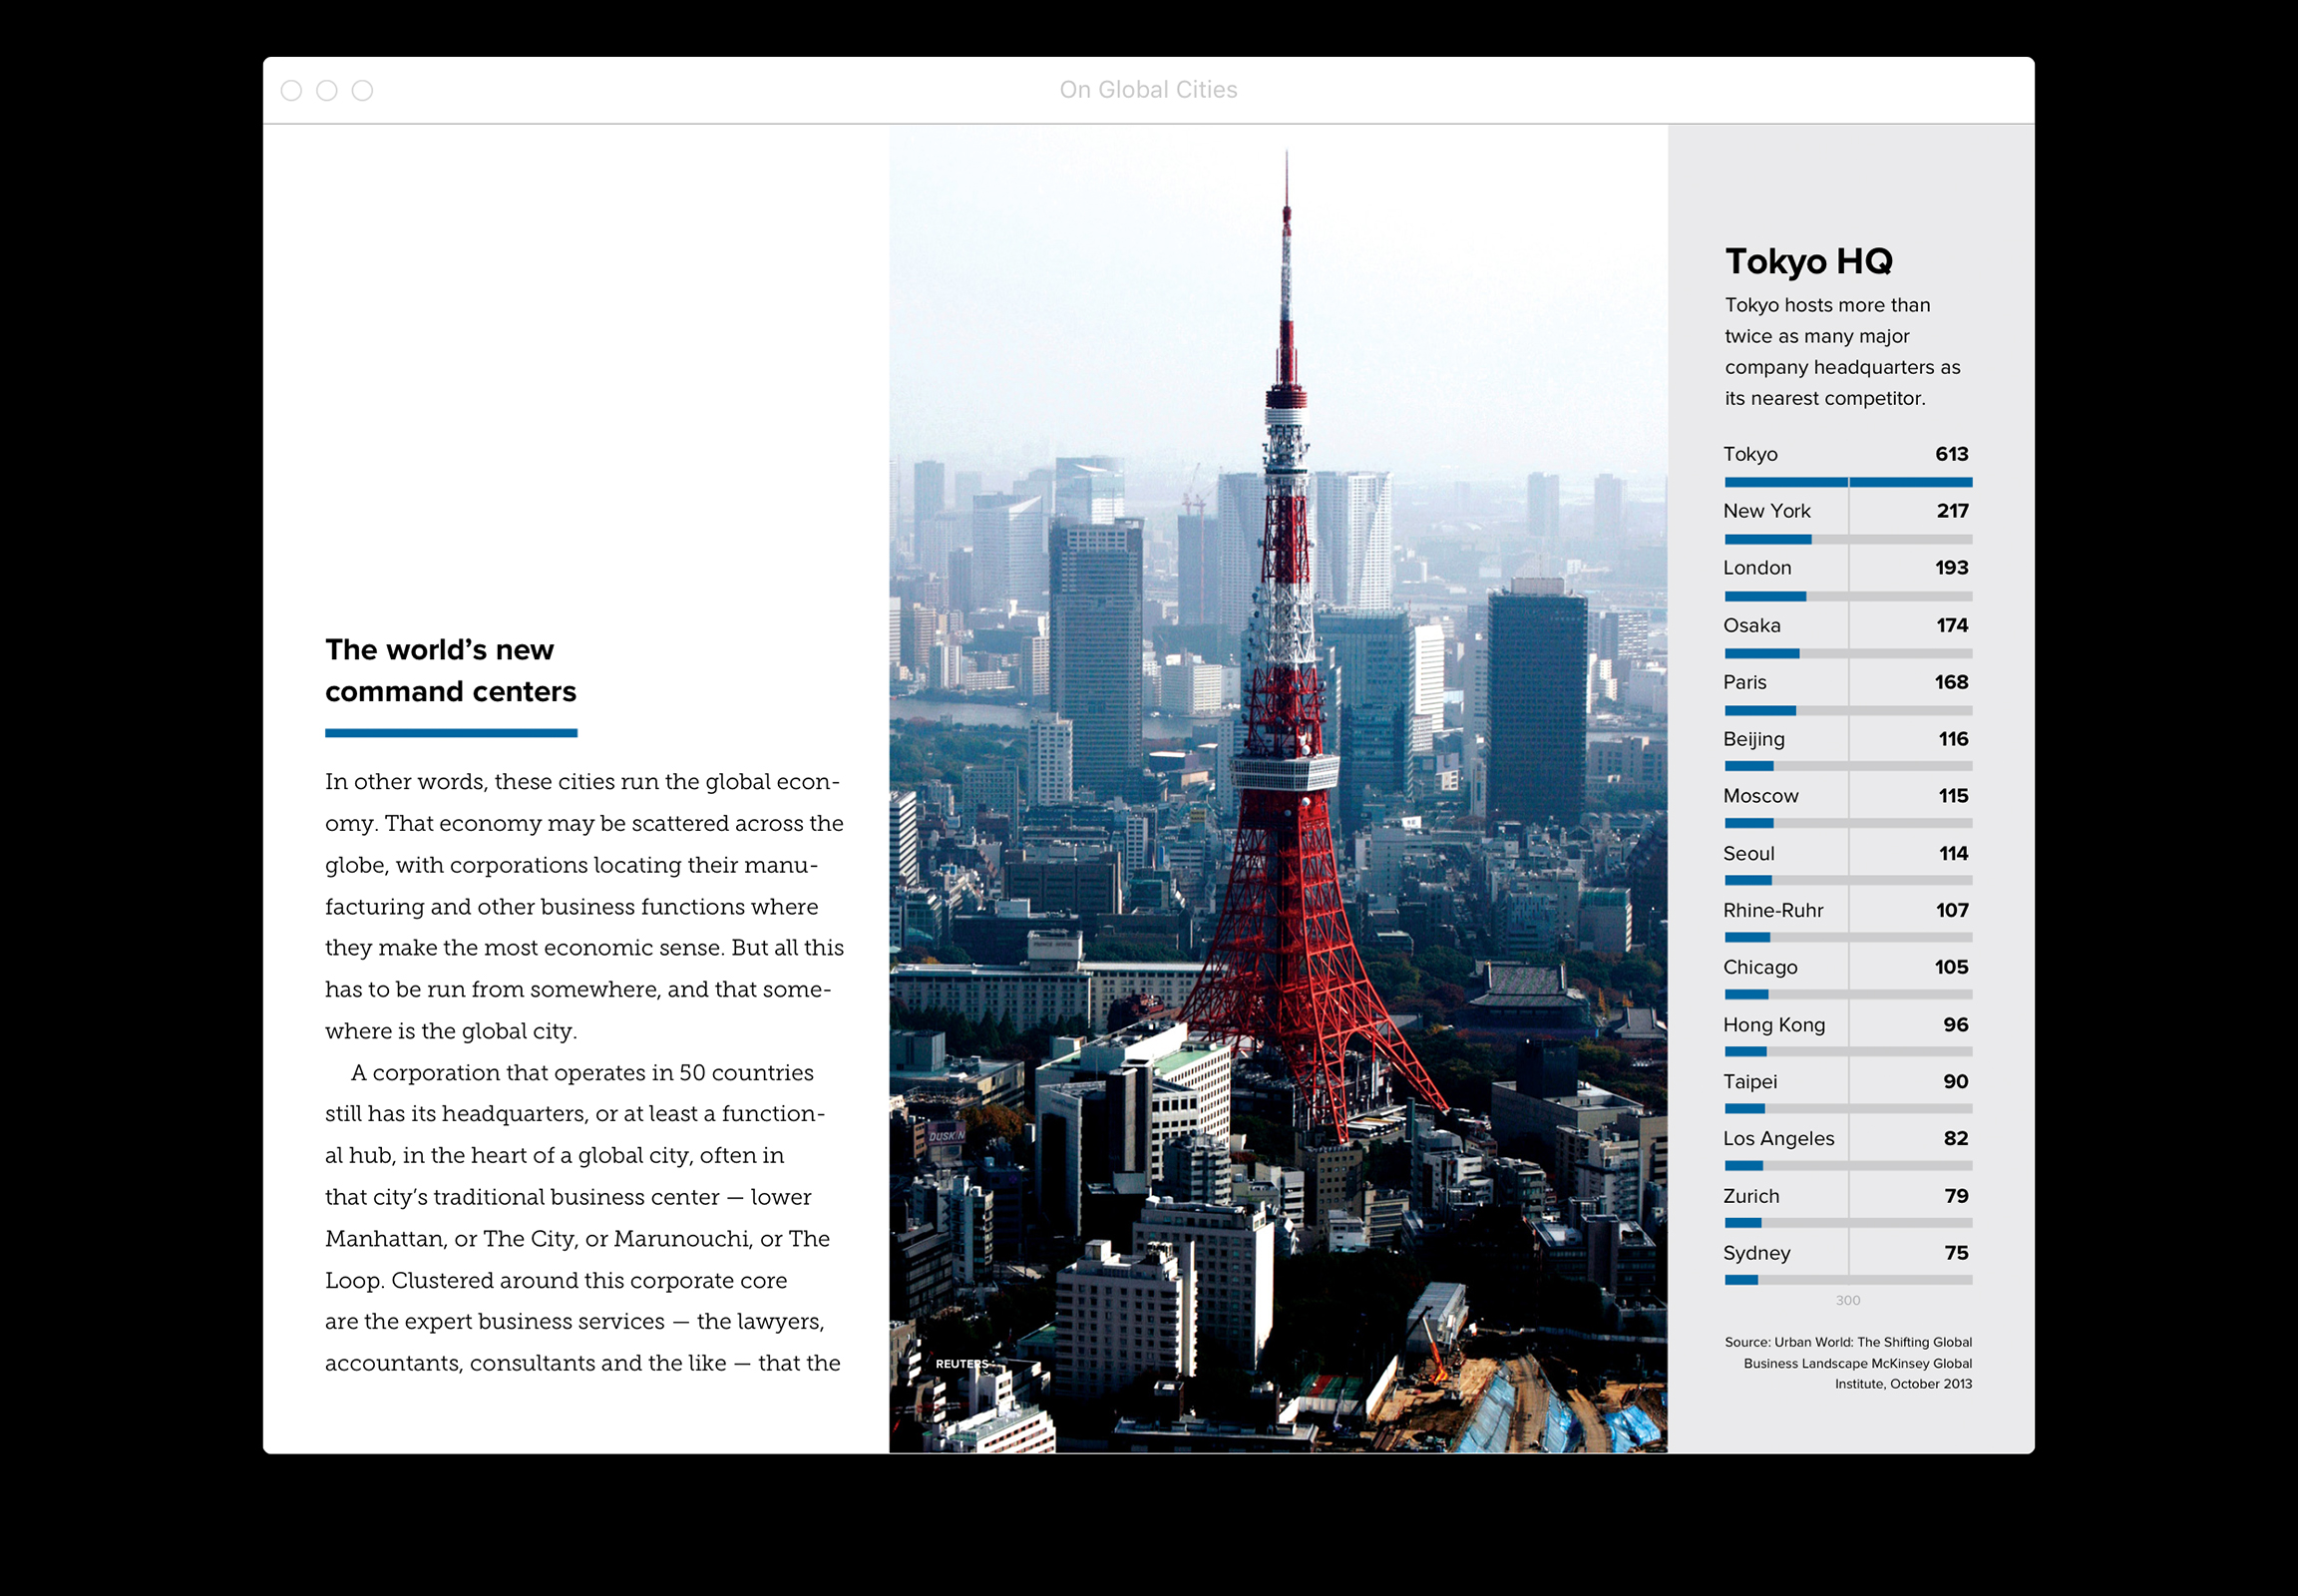 On Global Cities
The world’s new
command centers
In other words, these cities run the global econ-
omy. That economy may be scattered across the
globe, with corporations locating their manu-
facturing and other business functions where
they make the most economic sense. But all this
has to be run from somewhere, and that some-
where is the global city.
A corporation that operates in 50 countries
still has its headquarters, or at least a function-
al hub, in the heart of a global city, often in
that city’s traditional business center — lower
Manhattan, or The City, or Marunouchi, or The
Loop. Clustered around this corporate core
are the expert business services — the lawyers,
accountants, consultants and the like — that the
DUSKIN
REUTERS
Tokyo HQ
Tokyo hosts more than
twice as many major
company headquarters as
its nearest competitor.
Tokyo 613
New York 217
London 193
Osaka 174
Paris 168
Beijing 116
Moscow 115
Seoul 114
Rhine-Ruhr 107
Chicago 105
Hong Kong 96
Taipei 90
Los Angeles 82
Zurich 79
Sydney 75
300
Source: Urban World: The Shifting Global
Business Landscape McKinsey Global
Institute, October 2013